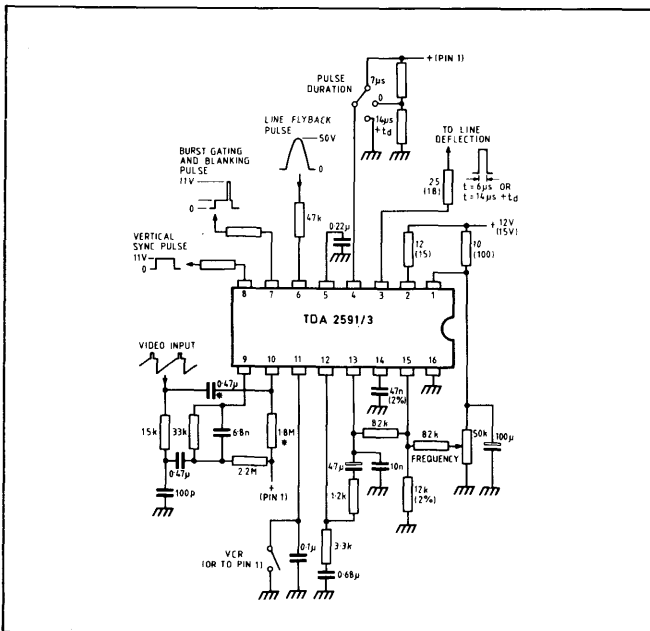 +(PIN 1)
PULSE
DURATION
7μs
0
14μs
+td
LINE FLYBACK
PULSE
50V
0
TO LINE
DEFLECTION
BURST GATING
AND BLANKING
PULSE
11V
0
47k
0·22μ
25
(18)
t = 6μs OR
t = 14μs + td
+ 12V
(15V)
12
(15)
10
(100)
VERTICAL
SYNC PULSE
11V
0
8 7 6 5 4 3 2 1
TDA 2591/3
9 10 11 12 13 14 15 16
VIDEO INPUT
0·47μ
*
15k
33k
6·8n
1·8M
*
0·47μ
2·2M
100p
+
(PIN 1)
47n
(2%)
82k
82k
FREQUENCY
50k
100μ
47μ
10n
1·2k
12k
(2%)
VCR
(OR TO PIN 1)
0·1μ
3·3k
0·68μ